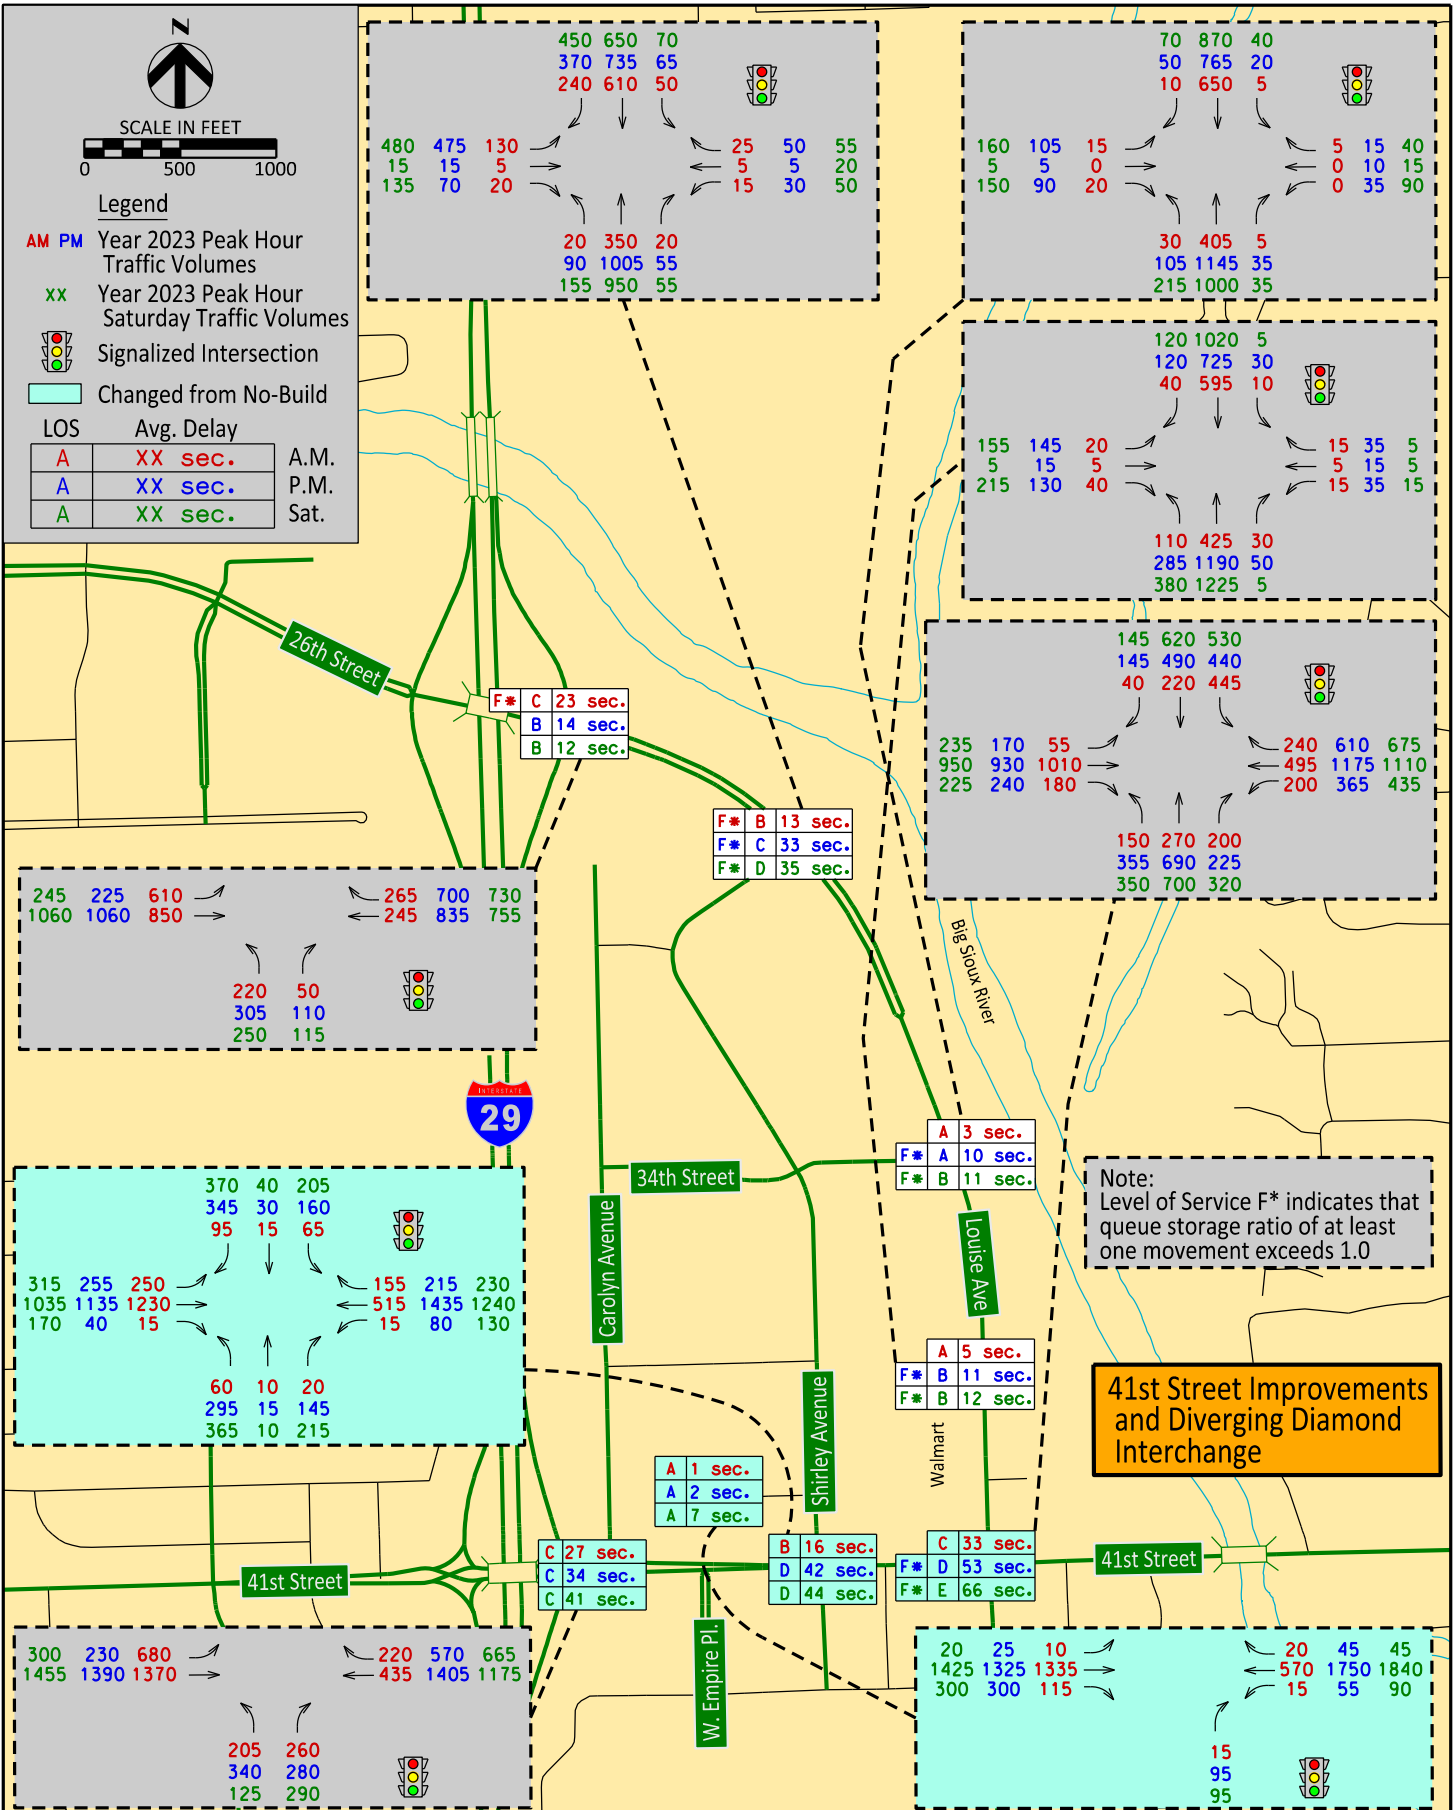 N
SCALE IN FEET
0 500 1000
Legend
AM PM Year 2023 Peak Hour
Traffic Volumes
XX Year 2023 Peak Hour
Saturday Traffic Volumes
Signalized Intersection
Changed from No-Build
LOS Avg. Delay
A XX sec. A.M.
A XX sec. P.M.
A XX sec. Sat.
450 650 70
370 735 65
240 610 50
480 475 130 25 50 55
15 15 5 5 5 20
135 70 20 15 30 50
20 350 20
90 1005 55
155 950 55
70 870 40
50 765 20
10 650 5
160 105 15 5 15 40
5 5 0 0 10 15
150 90 20 0 35 90
30 405 5
105 1145 35
215 1000 35
120 1020 5
120 725 30
40 595 10
155 145 20 15 35 5
5 15 5 5 15 5
215 130 40 15 35 15
110 425 30
285 1190 50
380 1225 5
145 620 530
145 490 440
40 220 445
235 170 55 240 610 675
950 930 1010 495 1175 1110
225 240 180 200 365 435
150 270 200
355 690 225
350 700 320
26th Street
F* C 23 sec.
B 14 sec.
B 12 sec.
F* B 13 sec.
F* C 33 sec.
F* D 35 sec.
245 225 610 265 700 730
1060 1060 850 245 835 755
220 50
305 110
250 115
Big Sioux River
INTERSTATE
29
A 3 sec.
F* A 10 sec.
F* B 11 sec.
34th Street
Carolyn Avenue
Louise Ave
Note:
Level of Service F* indicates that
queue storage ratio of at least
one movement exceeds 1.0
370 40 205
345 30 160
95 15 65
315 255 250 155 215 230
1035 1135 1230 515 1435 1240
170 40 15 15 80 130
60 10 20
295 15 145
365 10 215
A 5 sec.
F* B 11 sec.
F* B 12 sec.
Shirley Avenue
Walmart
41st Street Improvements
and Diverging Diamond
Interchange
A 1 sec.
A 2 sec.
A 7 sec.
41st Street
C 27 sec.
C 34 sec.
C 41 sec.
B 16 sec.
D 42 sec.
D 44 sec.
C 33 sec.
F* D 53 sec.
F* E 66 sec.
41st Street
W. Empire Pl.
300 230 680 220 570 665
1455 1390 1370 435 1405 1175
205 260
340 280
125 290
20 25 10 20 45 45
1425 1325 1335 570 1750 1840
300 300 115 15 55 90
15
95
95